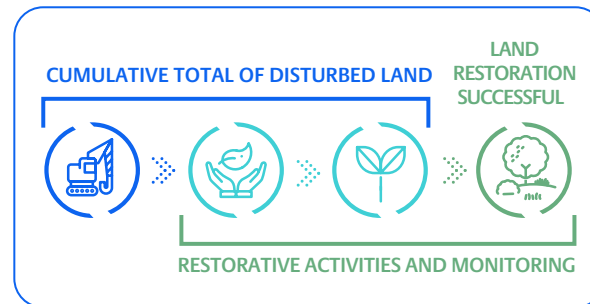 LAND
RESTORATION
SUCCESSFUL
CUMULATIVE TOTAL OF DISTURBED LAND
RESTORATIVE ACTIVITIES AND MONITORING